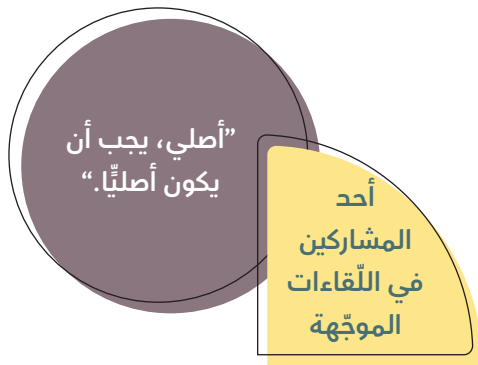 ”أصلي، يجب أن
يكون أصليًّا.“
أحد
المشاركين
في اللّقاءات
الموجّهة